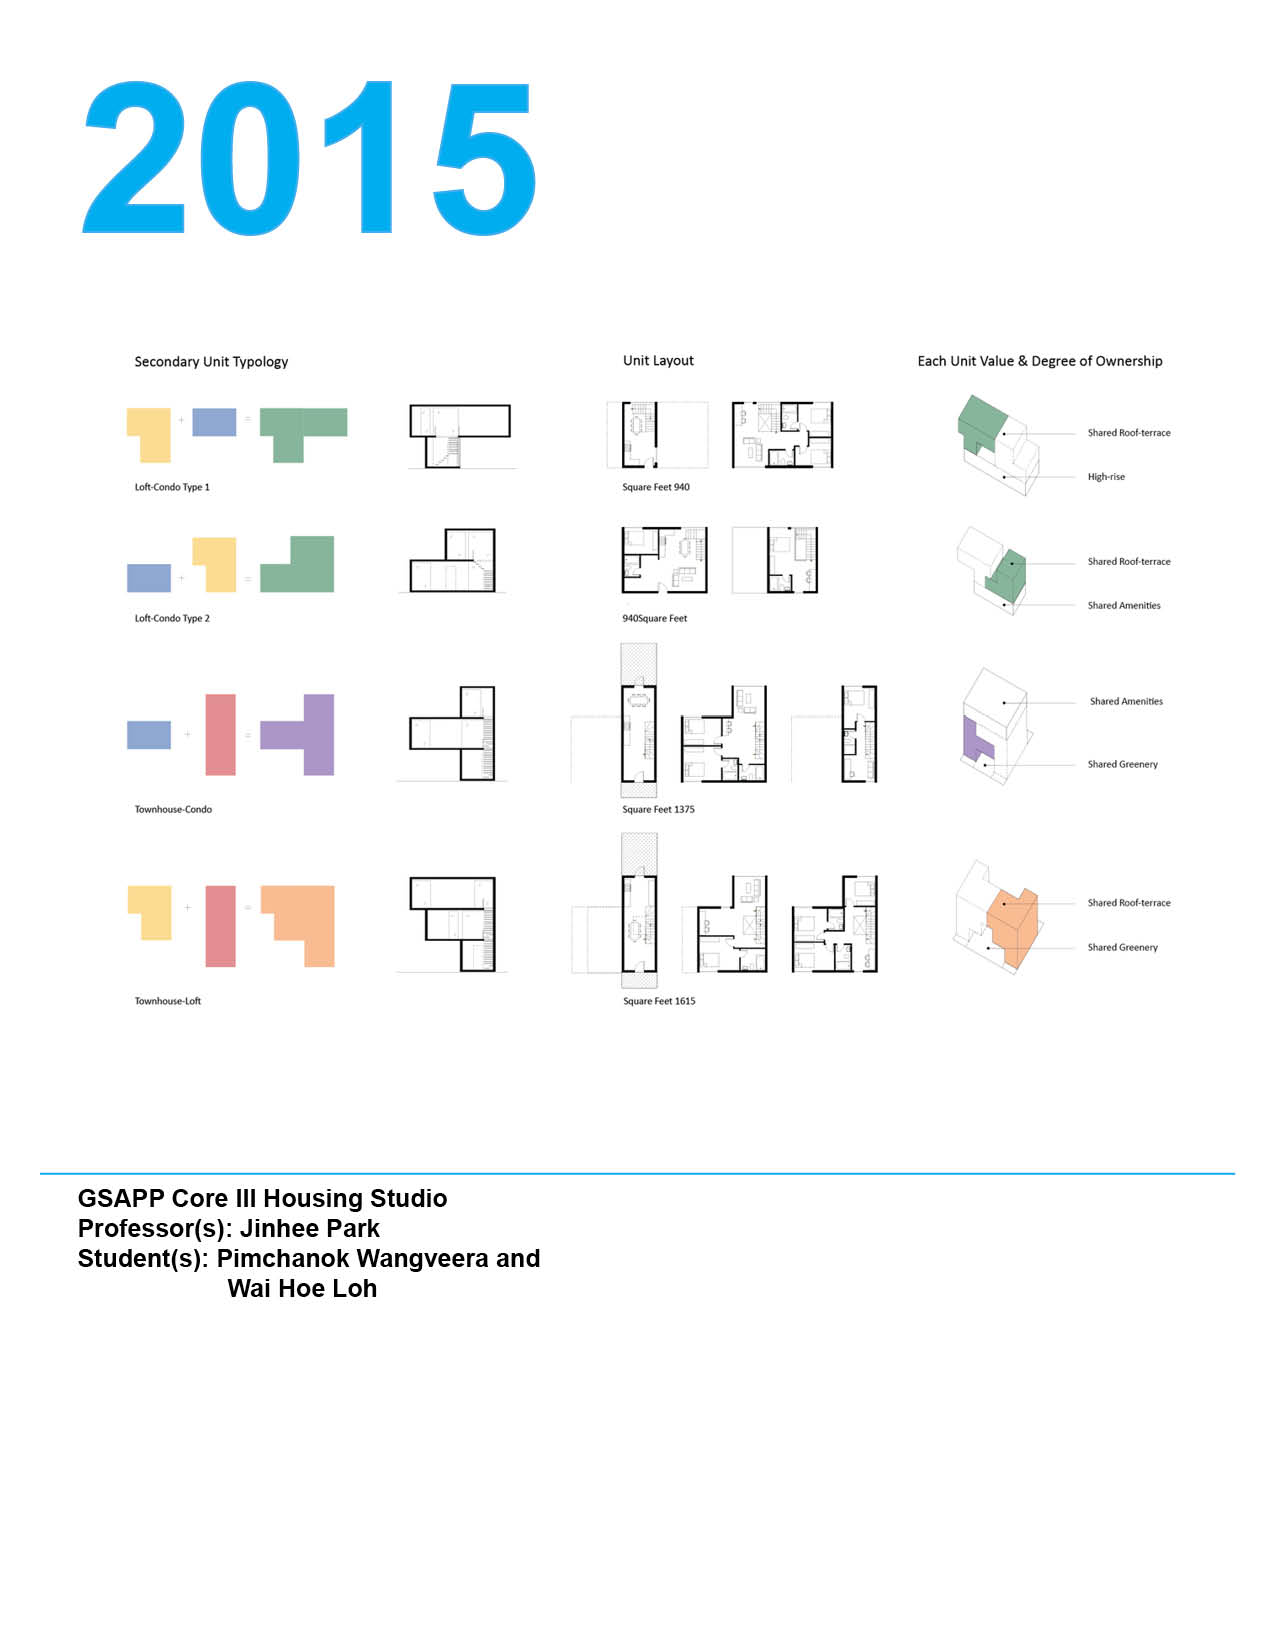 2015
Secondary Unit Typology
Unit Layout
Each Unit Value & Degree of Ownership
+ =
Shared Roof-terrace
High-rise
Loft-Condo Type 1
Square Feet 940
+ =
Shared Roof-terrace
Shared Amenities
Loft-Condo Type 2
940Square Feet
+ =
Shared Amenities
Shared Greenery
Townhouse-Condo
Square Feet 1375
+ =
Shared Roof-terrace
Shared Greenery
Townhouse-Loft
Square Feet 1615
GSAPP Core III Housing Studio
Professor(s): Jinhee Park
Student(s): Pimchanok Wangveera and
Wai Hoe Loh